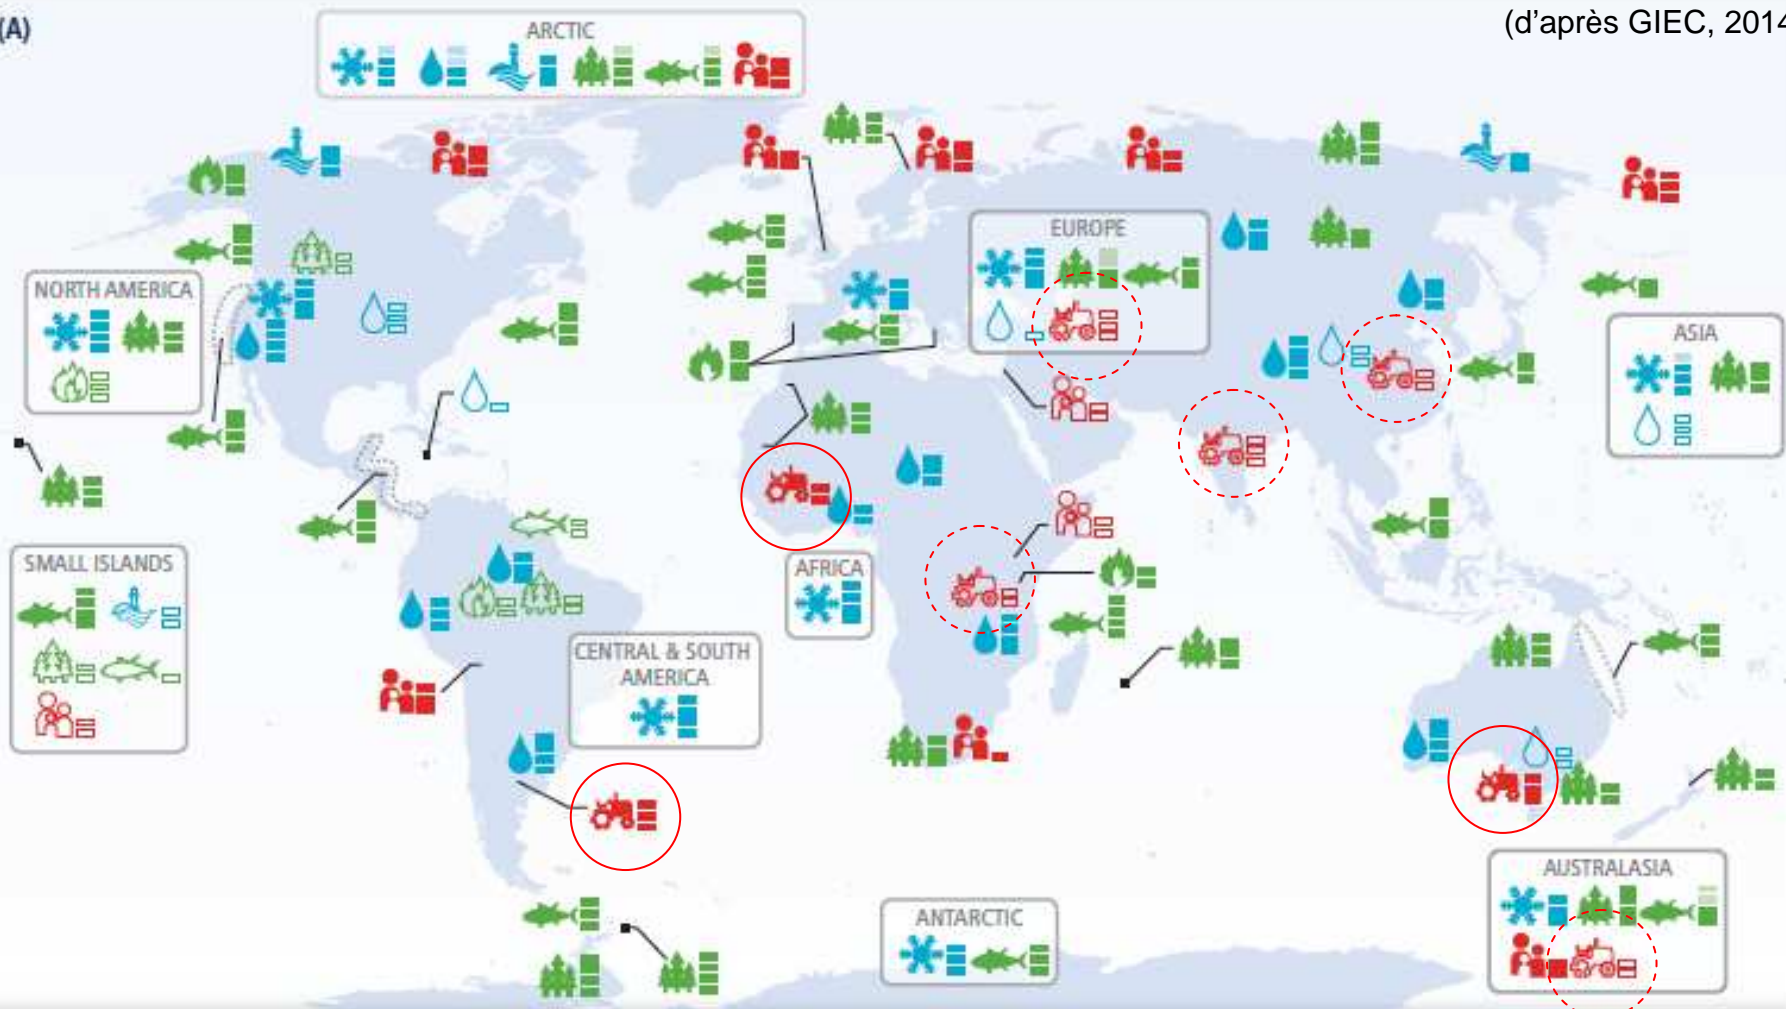 (A)
(d'après GIEC, 2014
ARCTIC
EUROPE
NORTH AMERICA
ASIA
SMALL ISLANDS
AFRICA
CENTRAL & SOUTH
AMERICA
AUSTRALASIA
ANTARCTIC